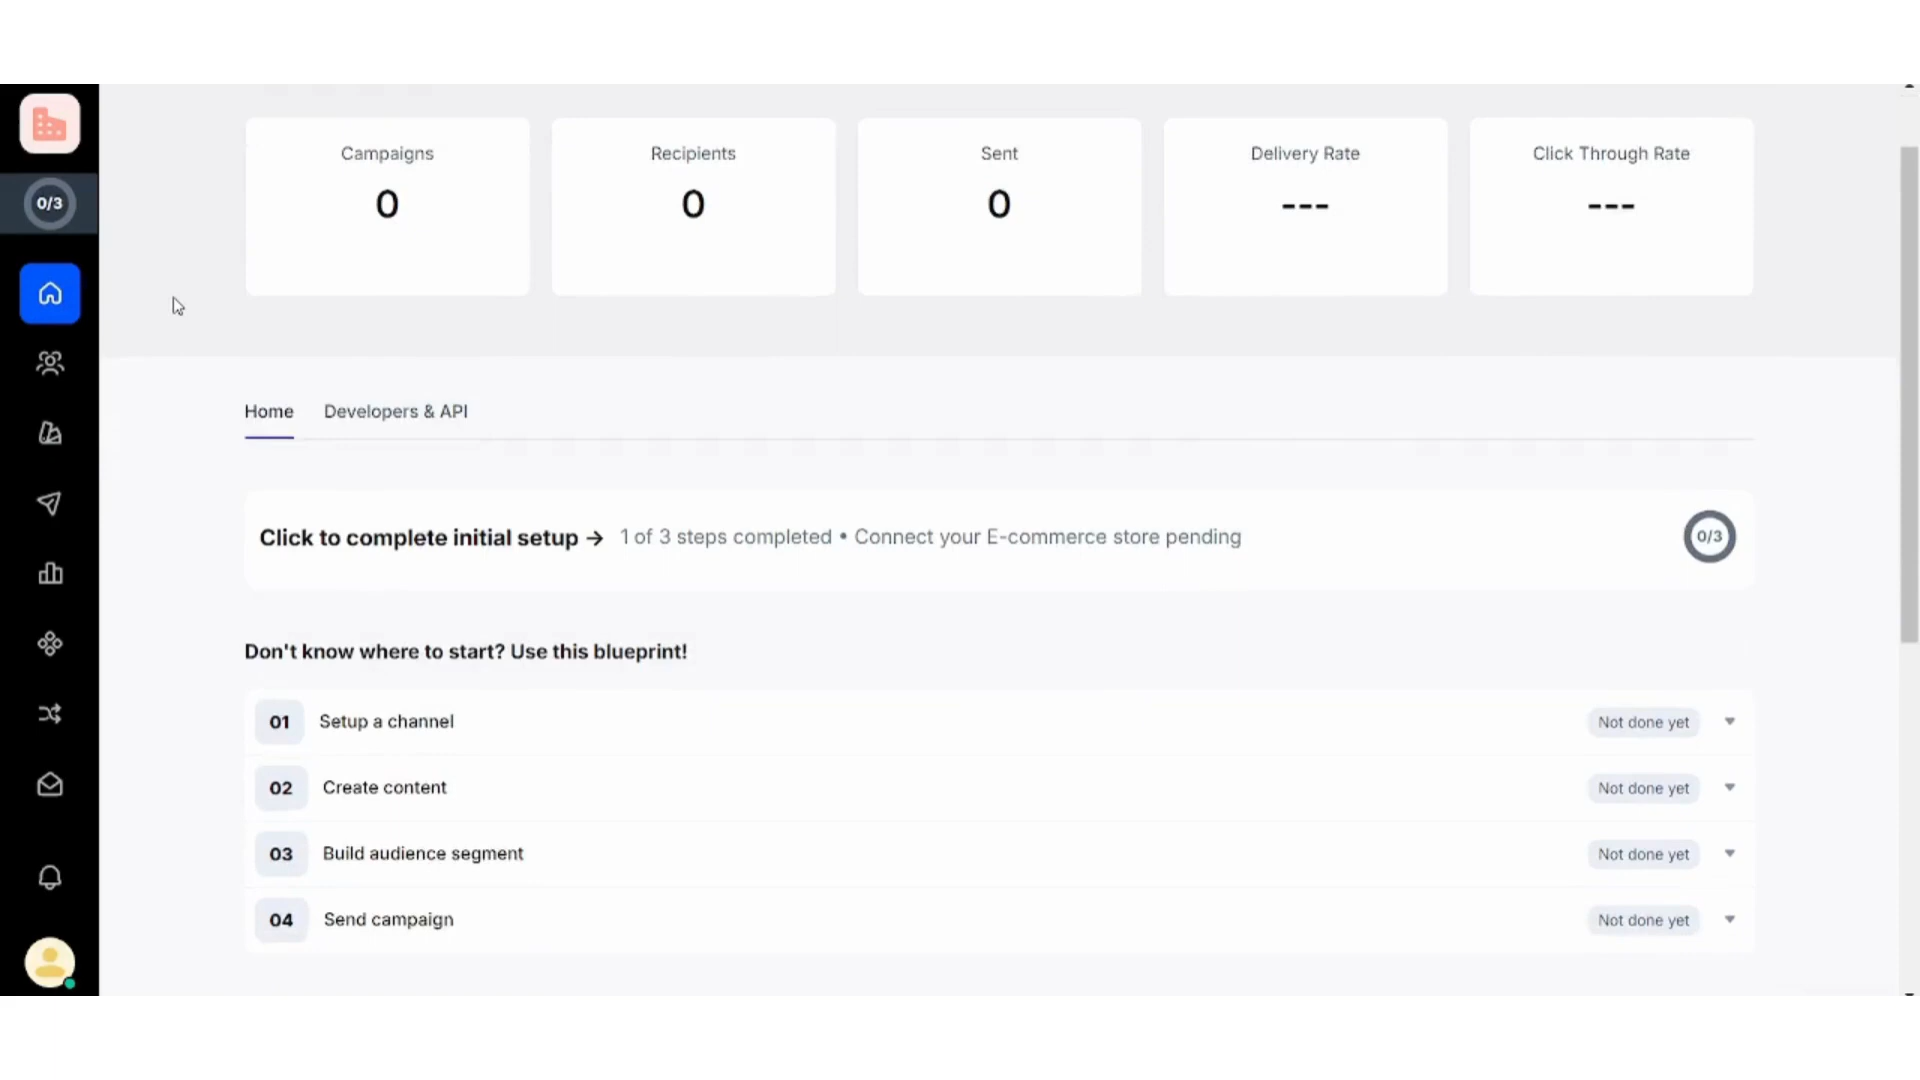 Campaigns
0
Recipients
0
Sent
0
Delivery Rate
---
Click Through Rate
---
0/3
Home
Developers & API
Click to complete initial setup → 1 of 3 steps completed • Connect your E-commerce store pending
0/3
Don't know where to start? Use this blueprint!
01 Setup a channel Not done yet
02 Create content Not done yet
03 Build audience segment Not done yet
04 Send campaign Not done yet